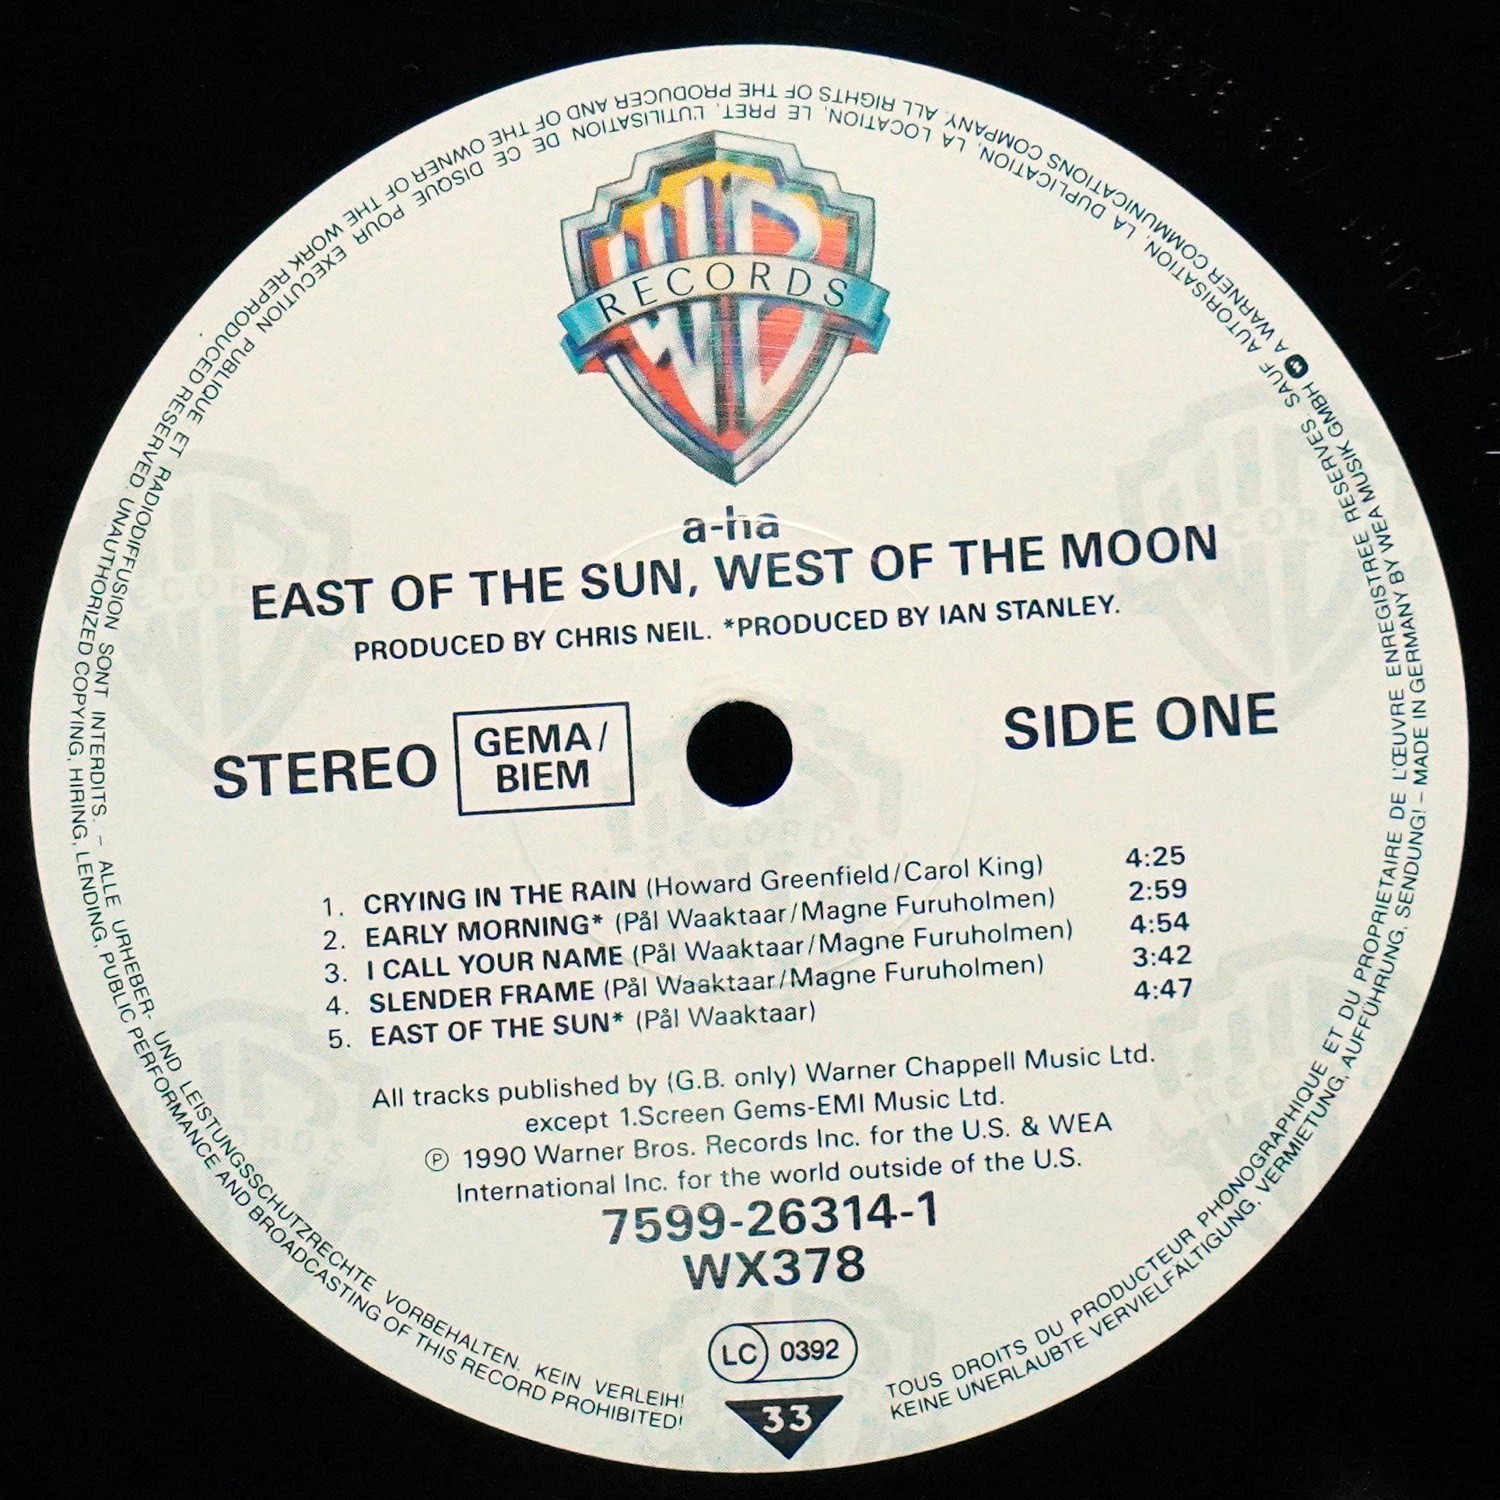 RECORDS
a-ha
EAST OF THE SUN, WEST OF THE MOON
PRODUCED BY CHRIS NEIL. *PRODUCED BY IAN STANLEY.
STEREO
GEMA/
BIEM
SIDE ONE
1. CRYING IN THE RAIN (Howard Greenfield/Carol King) 4:25
2. EARLY MORNING* (Pål Waaktaar/Magne Furuholmen) 2:59
3. I CALL YOUR NAME (Pål Waaktaar/Magne Furuholmen) 4:54
4. SLENDER FRAME (Pål Waaktaar/Magne Furuholmen) 3:42
5. EAST OF THE SUN* (Pål Waaktaar) 4:47
All tracks published by (G.B. only) Warner Chappell Music Ltd.
except 1.Screen Gems-EMI Music Ltd.
℗ 1990 Warner Bros. Records Inc. for the U.S. & WEA
International Inc. for the world outside of the U.S.
7599-26314-1
WX378
LC 0392
33
TOUS DROITS DU PRODUCTEUR PHONOGRAPHIQUE ET DU PROPRIETAIRE DE L'ŒUVRE ENREGISTREE RESERVES. SAUF AUTORISATION, LA DUPLICATION, LA LOCATION, LE PRET, L'UTILISATION DE CE DISQUE POUR EXECUTION PUBLIQUE ET RADIODIFFUSION SONT INTERDITS. – ALLE URHEBER- UND LEISTUNGSSCHUTZRECHTE VORBEHALTEN. KEIN VERLEIH!
KEINE UNERLAUBTE VERVIELFÄLTIGUNG, VERMIETUNG, AUFFÜHRUNG, SENDUNG! – MADE IN GERMANY BY WEA MUSIK GMBH A WARNER COMMUNICATIONS COMPANY. ALL RIGHTS OF THE PRODUCER AND OF THE OWNER OF THE WORK REPRODUCED RESERVED. UNAUTHORIZED COPYING, HIRING, LENDING, PUBLIC PERFORMANCE AND BROADCASTING OF THIS RECORD PROHIBITED!